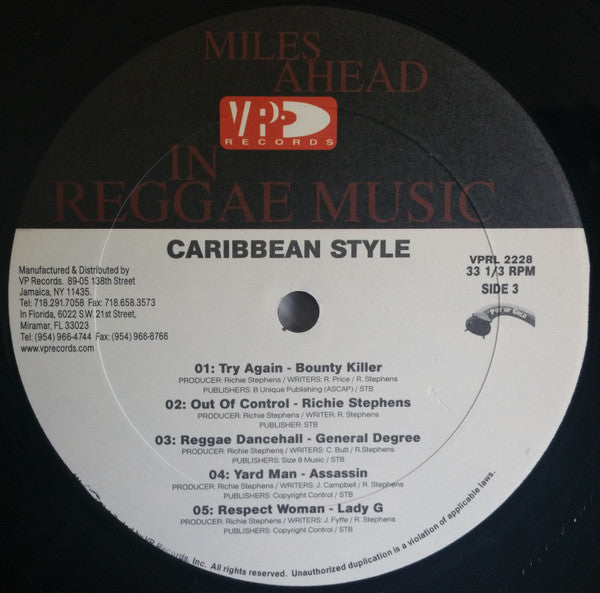 MILES
AHEAD
VP
RECORDS
IN
REGGAE MUSIC
CARIBBEAN STYLE
Manufactured & Distributed by
VP Records. 89-05 138th Street
Jamaica, NY 11435.
Tel: 718.291.7058 Fax: 718.658.3573
In Florida, 6022 S.W. 21st Street,
Miramar, FL 33023
Tel: (954) 966-4744 Fax: (954) 966-8766
www.vprecords.com
VPRL 2228
33 1/3 RPM
SIDE 3
POT OF GOLD
01: Try Again - Bounty Killer
PRODUCER: Richie Stephens / WRITERS: R. Price / R. Stephens
PUBLISHERS: B Unique Publishing (ASCAP) / STB
02: Out Of Control - Richie Stephens
PRODUCER: Richie Stephens / WRITER: R. Stephens
PUBLISHER: STB
03: Reggae Dancehall - General Degree
PRODUCER: Richie Stephens / WRITERS: C. Butt / R.Stephens
PUBLISHERS: Size 8 Music / STB
04: Yard Man - Assassin
PRODUCER: Richie Stephens / WRITERS: J. Campbell / R. Stephens
PUBLISHERS: Copyright Control / STB
05: Respect Woman - Lady G
PRODUCER: Richie Stephens / WRITERS: J. Fyffe / R. Stephens
PUBLISHERS: Copyright Control / STB
by VP Records, Inc. All rights reserved. Unauthorized duplication is a violation of applicable laws.